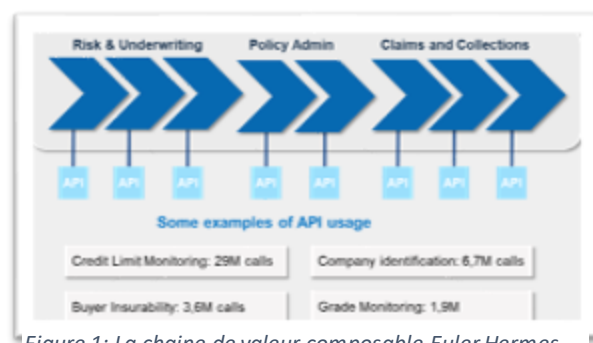 Risk & Underwriting Policy Admin Claims and Collections
API API API API API API API API
Some examples of API usage
Credit Limit Monitoring: 29M calls Company identification: 6,7M calls
Buyer Insurability: 3,6M calls Grade Monitoring: 1,9M
Figure 1: La chaine de valeur composable Euler Hermes